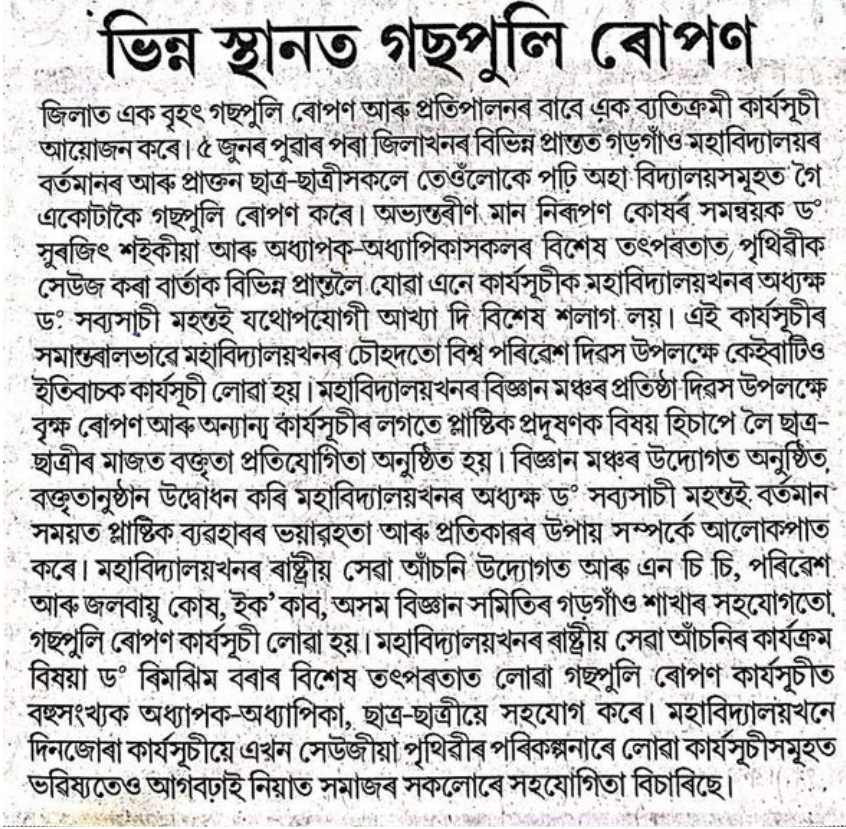 ভিন্ন স্থানত গছপুলি ৰোপণ
জিলাত এক বৃহৎ গছপুলি ৰোপণ আৰু প্ৰতিপালনৰ বাবে এক ব্যতিক্ৰমী কাৰ্যসূচী
আয়োজন কৰে। ৫ জুনৰ পুৱাৰ পৰা জিলাখনৰ বিভিন্ন প্ৰান্তত গড়গাঁও মহাবিদ্যালয়ৰ
বৰ্তমানৰ আৰু প্ৰাক্তন ছাত্ৰ-ছাত্ৰীসকলে তেওঁলোকে পঢ়ি অহা বিদ্যালয়সমূহত গৈ
একোটাকৈ গছপুলি ৰোপণ কৰে। অভ্যন্তৰীণ মান নিৰূপণ কোষৰ সমন্বয়ক ড°
সুৰজিৎ শইকীয়া আৰু অধ্যাপক-অধ্যাপিকাসকলৰ বিশেষ তৎপৰতাত পৃথিৱীক
সেউজ কৰা বাৰ্তাক বিভিন্ন প্ৰান্তলৈ যোৱা এনে কাৰ্যসূচীক মহাবিদ্যালয়খনৰ অধ্যক্ষ
ড° সব্যসাচী মহন্তই যথোপযোগী আখ্যা দি বিশেষ শলাগ লয়। এই কাৰ্যসূচীৰ
সমান্তৰালভাবে মহাবিদ্যালয়খনৰ চৌহদতো বিশ্ব পৰিৱেশ দিৱস উপলক্ষে কেইবাটিও
ইতিবাচক কাৰ্যসূচী লোৱা হয়। মহাবিদ্যালয়খনৰ বিজ্ঞান মঞ্চৰ প্ৰতিষ্ঠা দিৱস উপলক্ষে
বৃক্ষ ৰোপণ আৰু অন্যান্য কাৰ্যসূচীৰ লগতে প্লাষ্টিক প্ৰদূষণক বিষয় হিচাপে লৈ ছাত্ৰ-
ছাত্ৰীৰ মাজত বক্তৃতা প্ৰতিযোগিতা অনুষ্ঠিত হয়। বিজ্ঞান মঞ্চৰ উদ্যোগত অনুষ্ঠিত
বক্তৃতানুষ্ঠান উদ্বোধন কৰি মহাবিদ্যালয়খনৰ অধ্যক্ষ ড° সব্যসাচী মহন্তই বৰ্তমান
সময়ত প্লাষ্টিক ব্যৱহাৰৰ ভয়াৱহতা আৰু প্ৰতিকাৰৰ উপায় সম্পৰ্কে আলোকপাত
কৰে। মহাবিদ্যালয়খনৰ ৰাষ্ট্ৰীয় সেৱা আঁচনি উদ্যোগত আৰু এন চি চি, পৰিৱেশ
আৰু জলবায়ু কোষ, ইক' কাব, অসম বিজ্ঞান সমিতিৰ গড়গাঁও শাখাৰ সহযোগতো
গছপুলি ৰোপণ কাৰ্যসূচী লোৱা হয়। মহাবিদ্যালয়খনৰ ৰাষ্ট্ৰীয় সেৱা আঁচনিৰ কাৰ্যক্ৰম
বিষয়া ড° ৰিমঝিম বৰাৰ বিশেষ তৎপৰতাত লোৱা গছপুলি ৰোপণ কাৰ্যসূচীত
বহুসংখ্যক অধ্যাপক-অধ্যাপিকা, ছাত্ৰ-ছাত্ৰীয়ে সহযোগ কৰে। মহাবিদ্যালয়খনে
দিনজোৰা কাৰ্যসূচীয়ে এখন সেউজীয়া পৃথিৱীৰ পৰিকল্পনাৰে লোৱা কাৰ্যসূচীসমূহত
ভৱিষ্যতেও আগবঢ়াই নিয়াত সমাজৰ সকলোৰে সহযোগিতা বিচাৰিছে।